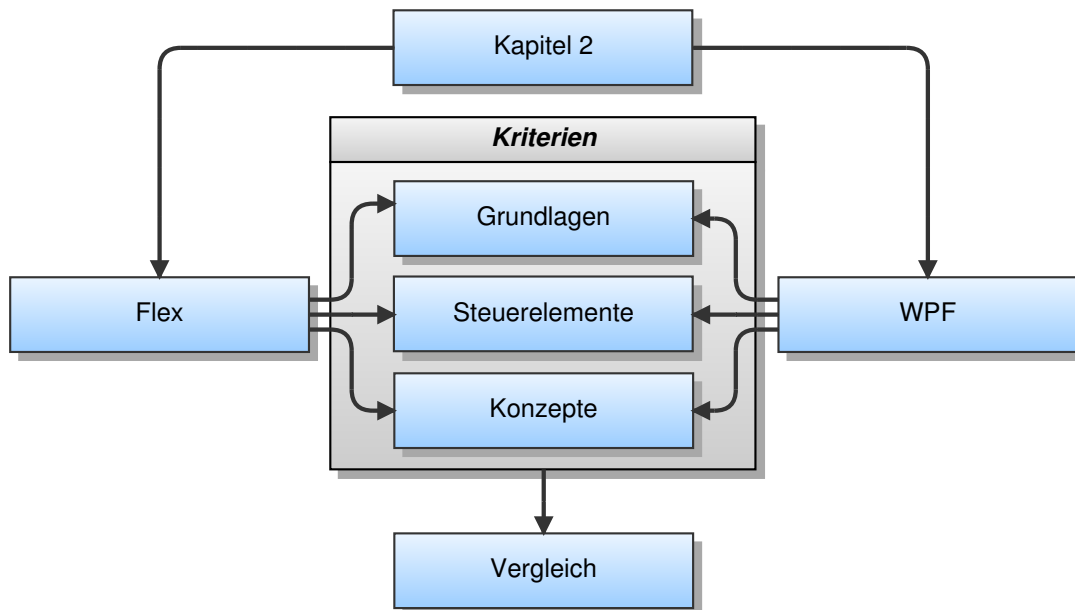 Kapitel 2
Kriterien
Grundlagen
Flex
Steuerelemente
WPF
Konzepte
Vergleich